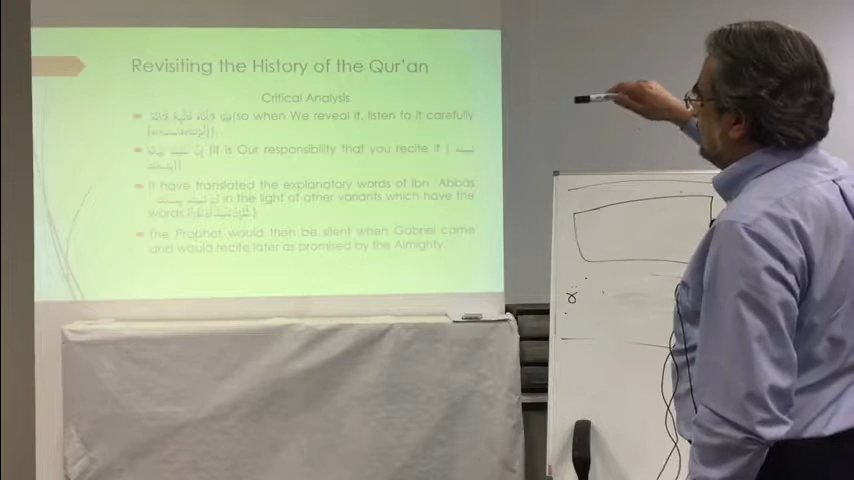 Revisiting the History of the Qur'an
Critical Analysis
(so when We reveal it, listen to it carefully
(It is Our responsibility that you recite it
I have translated the explanatory words of Ibn `Abbas
in the light of other variants which have the
words
The Prophet would then be silent when Gabriel came
and would recite later as promised by the Almighty.